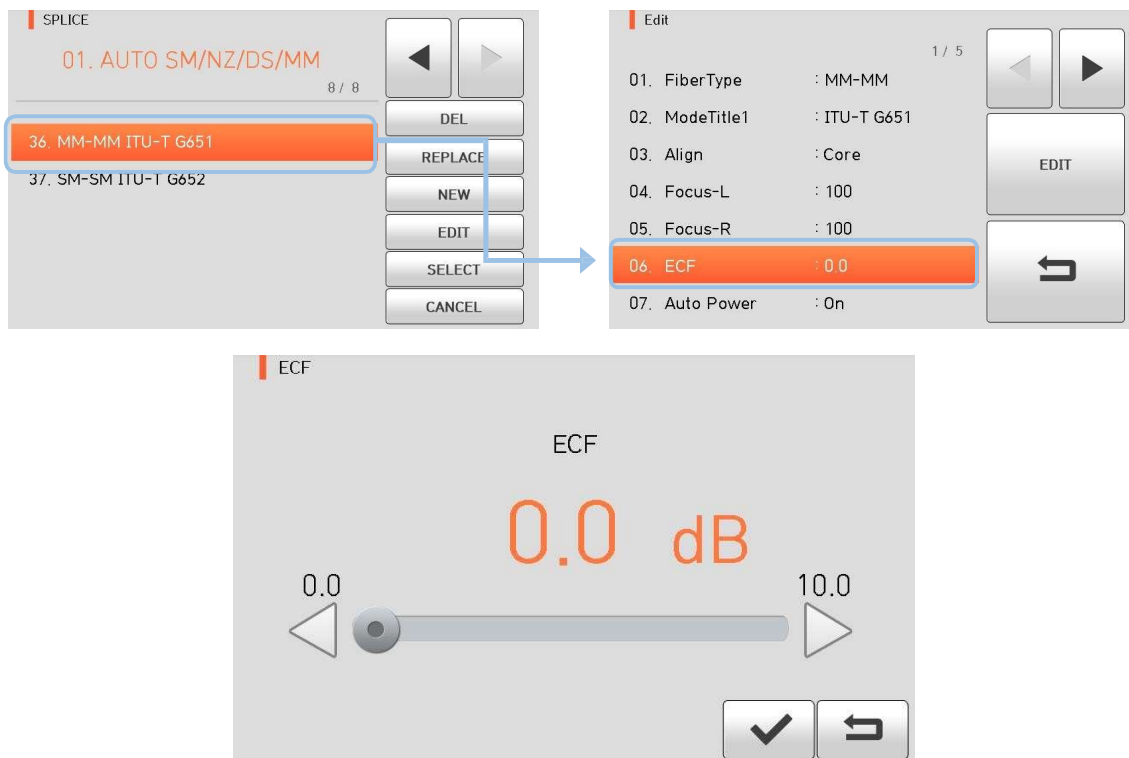 SPLICE
01. AUTO SM/NZ/DS/MM
8 / 8
36. MM-MM ITU-T G651
37. SM-SM ITU-T G652
DEL
REPLACE
NEW
EDIT
SELECT
CANCEL
Edit
1 / 5
01. FiberType : MM-MM
02. ModeTitle1 : ITU-T G651
03. Align : Core
04. Focus-L : 100
05. Focus-R : 100
06. ECF : 0.0
07. Auto Power : On
EDIT
ECF
ECF
0.0 dB
0.0 10.0